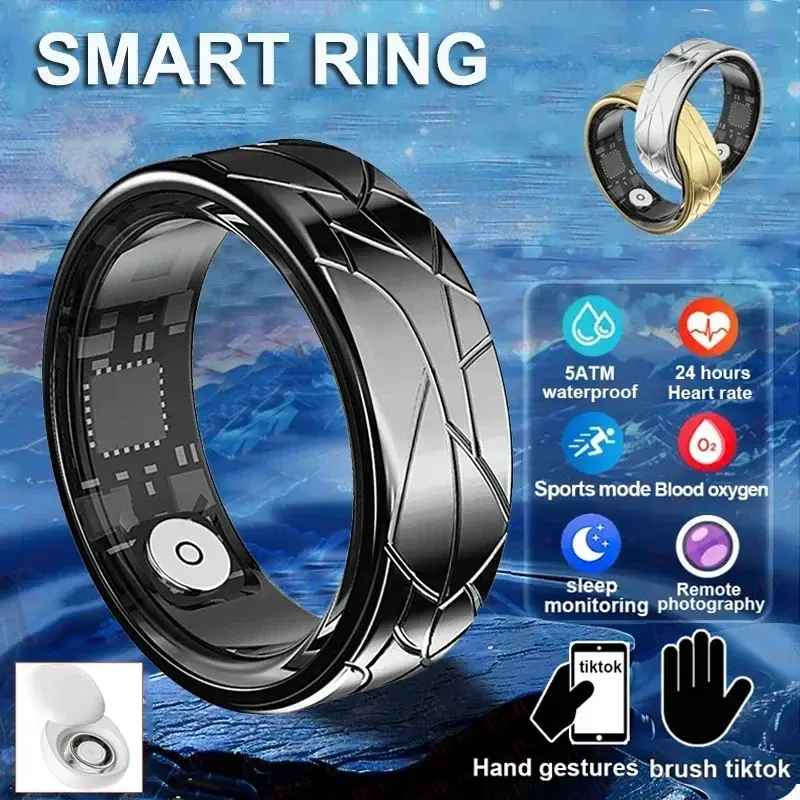 SMART RING
5ATM
waterproof
24 hours
Heart rate
Sports mode
O2
Blood oxygen
sleep
monitoring
Remote
photography
tiktok
Hand gestures
brush tiktok